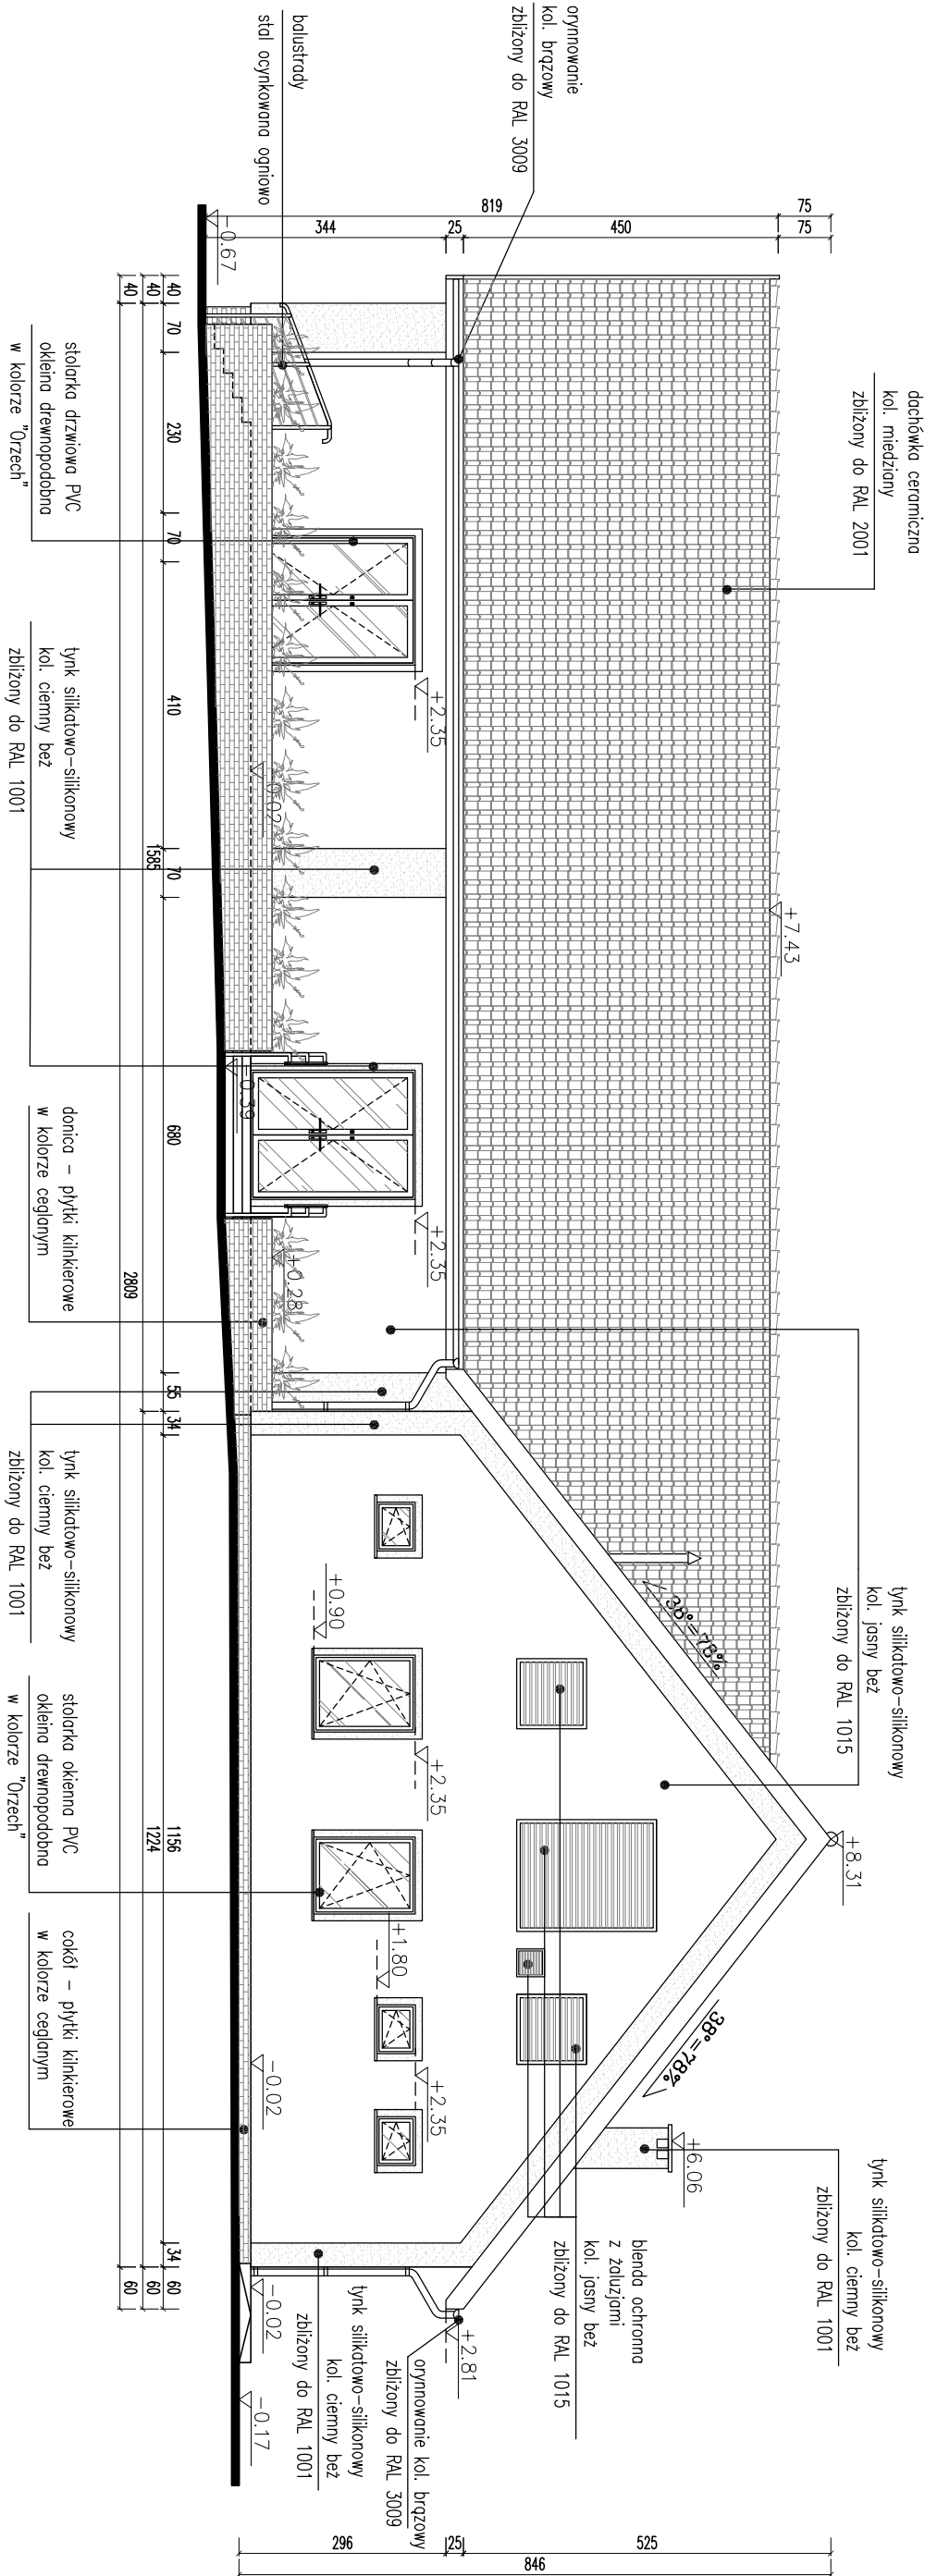 orynnowanie
kol. brązowy
zbliżony do RAL 3009
balustrady
stal ocynkowana ogniowo
dachówka ceramiczna
kol. miedziany
zbliżony do RAL 2001
tynk silikatowo-silikonowy
kol. jasny beż
zbliżony do RAL 1015
tynk silikatowo-silikonowy
kol. ciemny beż
zbliżony do RAL 1001
819
75
344
25
450
75
-0.67
+2.35
-0.02
+7.43
-0.39
+2.35
+0.28
38°=78%
+0.90
+2.35
+8.31
+1.80
38°=78%
+2.35
-0.02
+6.06
-0.02
+2.81
-0.17
blenda ochronna
z żaluzjami
kol. jasny beż
zbliżony do RAL 1015
orynnowanie kol. brązowy
zbliżony do RAL 3009
tynk silikatowo-silikonowy
kol. ciemny beż
zbliżony do RAL 1001
296
25
525
846
40
70
230
70
410
70
680
55
34
1156
34
60
40
1585
1224
60
40
2809
60
stolarka drzwiowa PVC
okleina drewnopodobna
w kolorze "Orzech"
tynk silikatowo-silikonowy
kol. ciemny beż
zbliżony do RAL 1001
donica - płytki kilnkierowe
w kolorze ceglanym
tynk silikatowo-silikonowy
kol. ciemny beż
zbliżony do RAL 1001
stolarka okienna PVC
okleina drewnopodobna
w kolorze "Orzech"
cokół - płytki kilnkierowe
w kolorze ceglanym